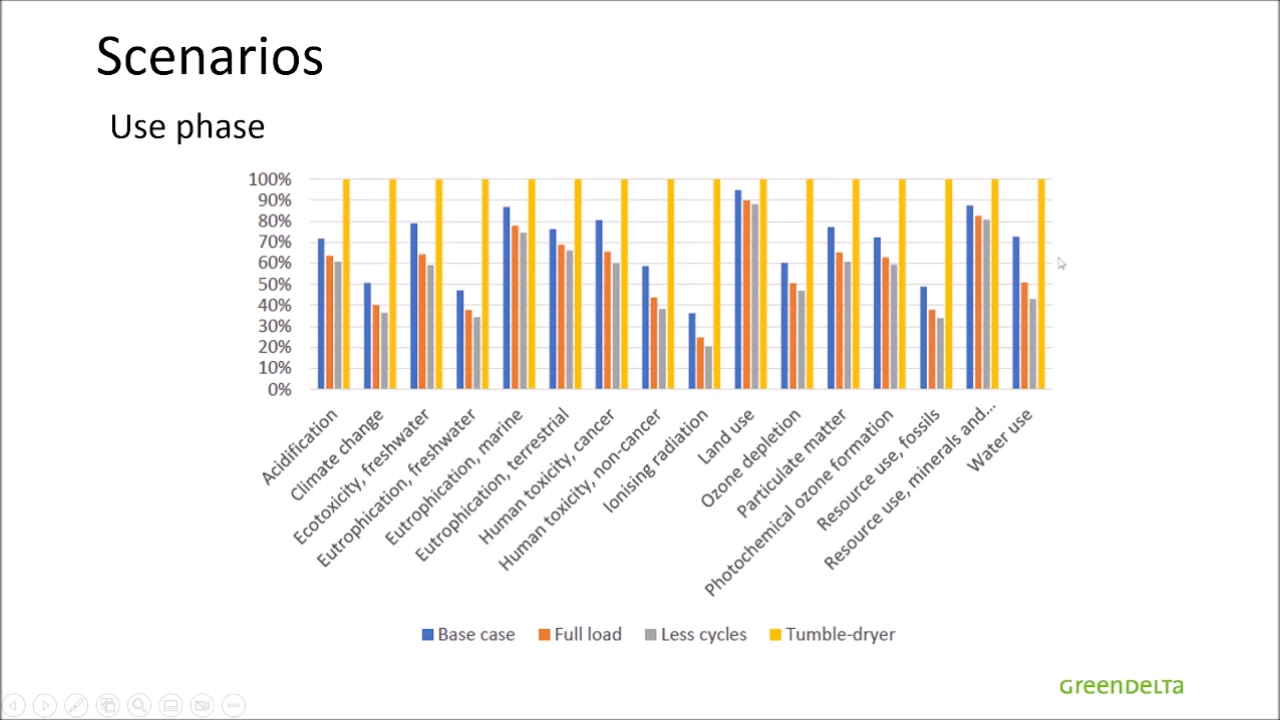 Scenarios
Use phase
100%
90%
80%
70%
60%
50%
40%
30%
20%
10%
0%
Acidification
Climate change
Ecotoxicity, freshwater
Eutrophication, freshwater
Eutrophication, marine
Eutrophication, terrestrial
Human toxicity, cancer
Human toxicity, non-cancer
Ionising radiation
Land use
Ozone depletion
Particulate matter
Photochemical ozone formation
Resource use, fossils
Resource use, minerals and...
Water use
Base case Full load Less cycles Tumble-dryer
GreenDelta